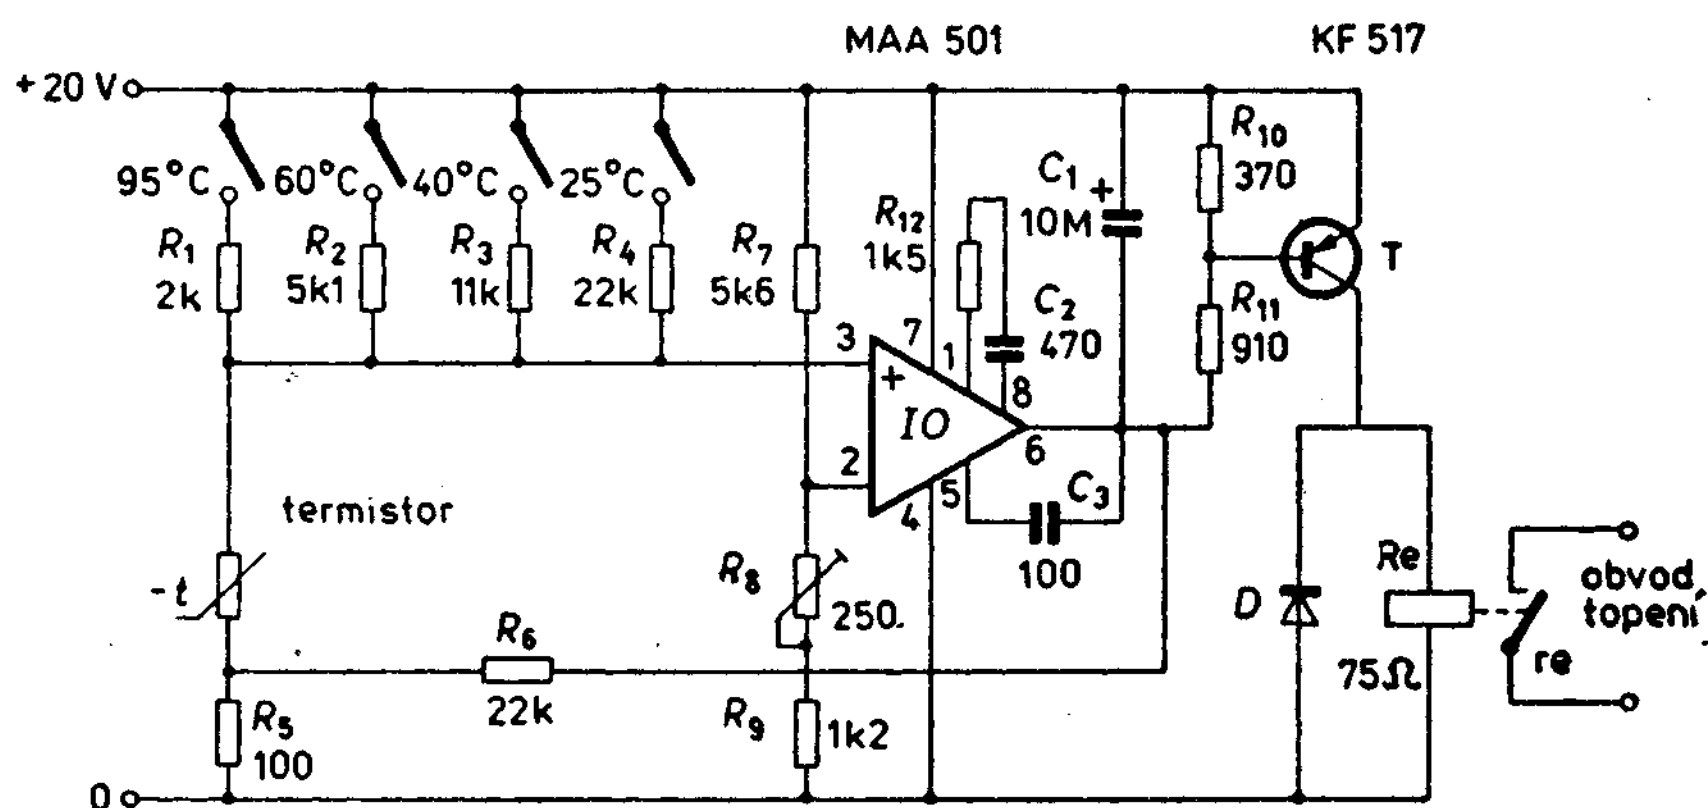 MAA 501
KF 517
+20 V
95°C
60°C
40°C
25°C
R1
2k
R2
5k1
R3
11k
R4
22k
R7
5k6
R12
1k5
C1
+
10M
C2
470
R10
370
R11
910
T
3
7
1
8
+
IO
6
2
4
5
C3
100
termistor
-t
R8
250
R6
22k
R5
100
R9
1k2
D
Re
75Ω
re
obvod
topení
0